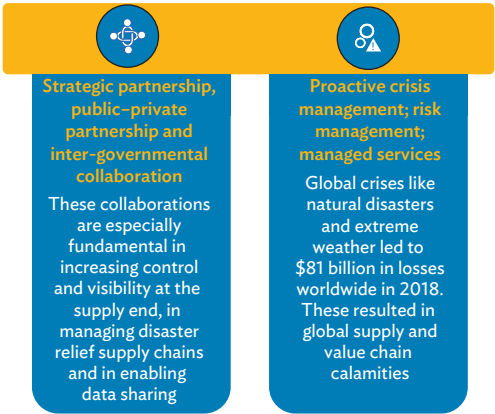 Strategic partnership,
public–private
partnership and
inter-governmental
collaboration
These collaborations
are especially
fundamental in
increasing control
and visibility at the
supply end, in
managing disaster
relief supply chains
and in enabling
data sharing
Proactive crisis
management; risk
management;
managed services
Global crises like
natural disasters
and extreme
weather led to
$81 billion in losses
worldwide in 2018.
These resulted in
global supply and
value chain
calamities